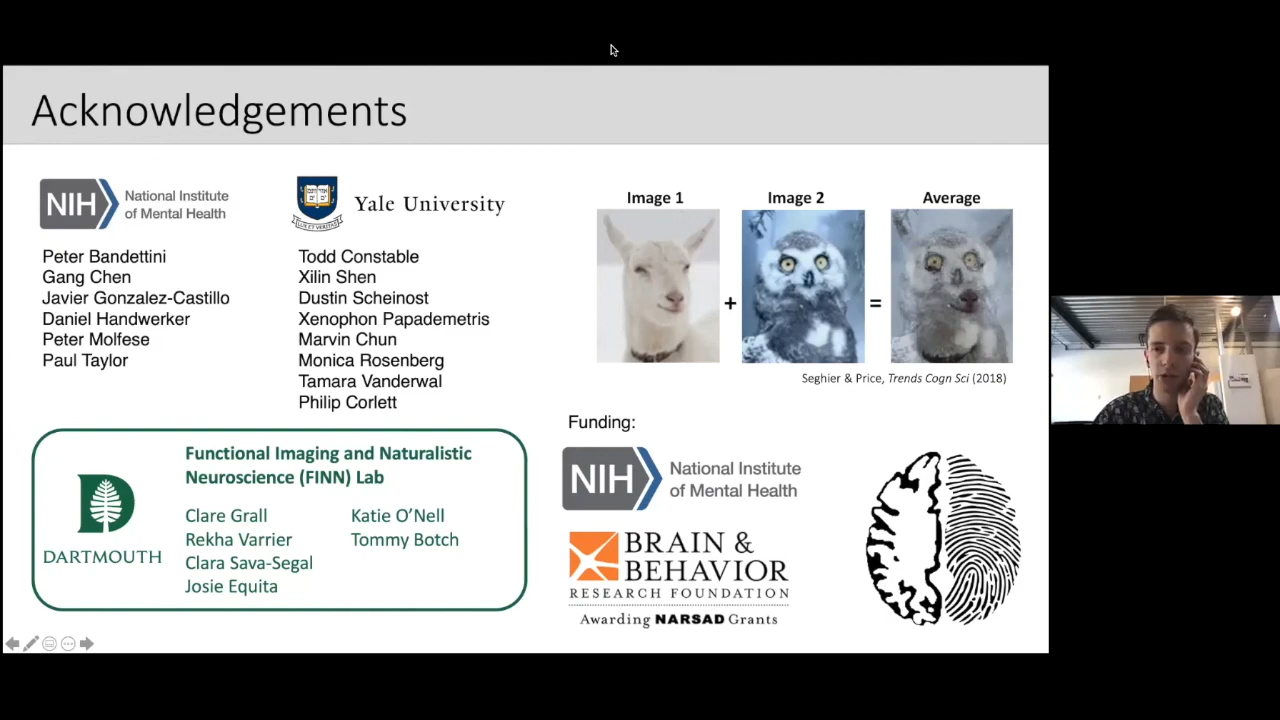 Acknowledgements
NIH
National Institute
of Mental Health
Peter Bandettini
Gang Chen
Javier Gonzalez-Castillo
Daniel Handwerker
Peter Molfese
Paul Taylor
Yale University
Todd Constable
Xilin Shen
Dustin Scheinost
Xenophon Papademetris
Marvin Chun
Monica Rosenberg
Tamara Vanderwal
Philip Corlett
Image 1
Image 2
Average
+
=
Seghier & Price, Trends Cogn Sci (2018)
DARTMOUTH
Functional Imaging and Naturalistic
Neuroscience (FINN) Lab
Clare Grall
Rekha Varrier
Clara Sava-Segal
Josie Equita
Katie O’Nell
Tommy Botch
Funding:
NIH
National Institute
of Mental Health
BRAIN &
BEHAVIOR
RESEARCH FOUNDATION
Awarding NARSAD Grants